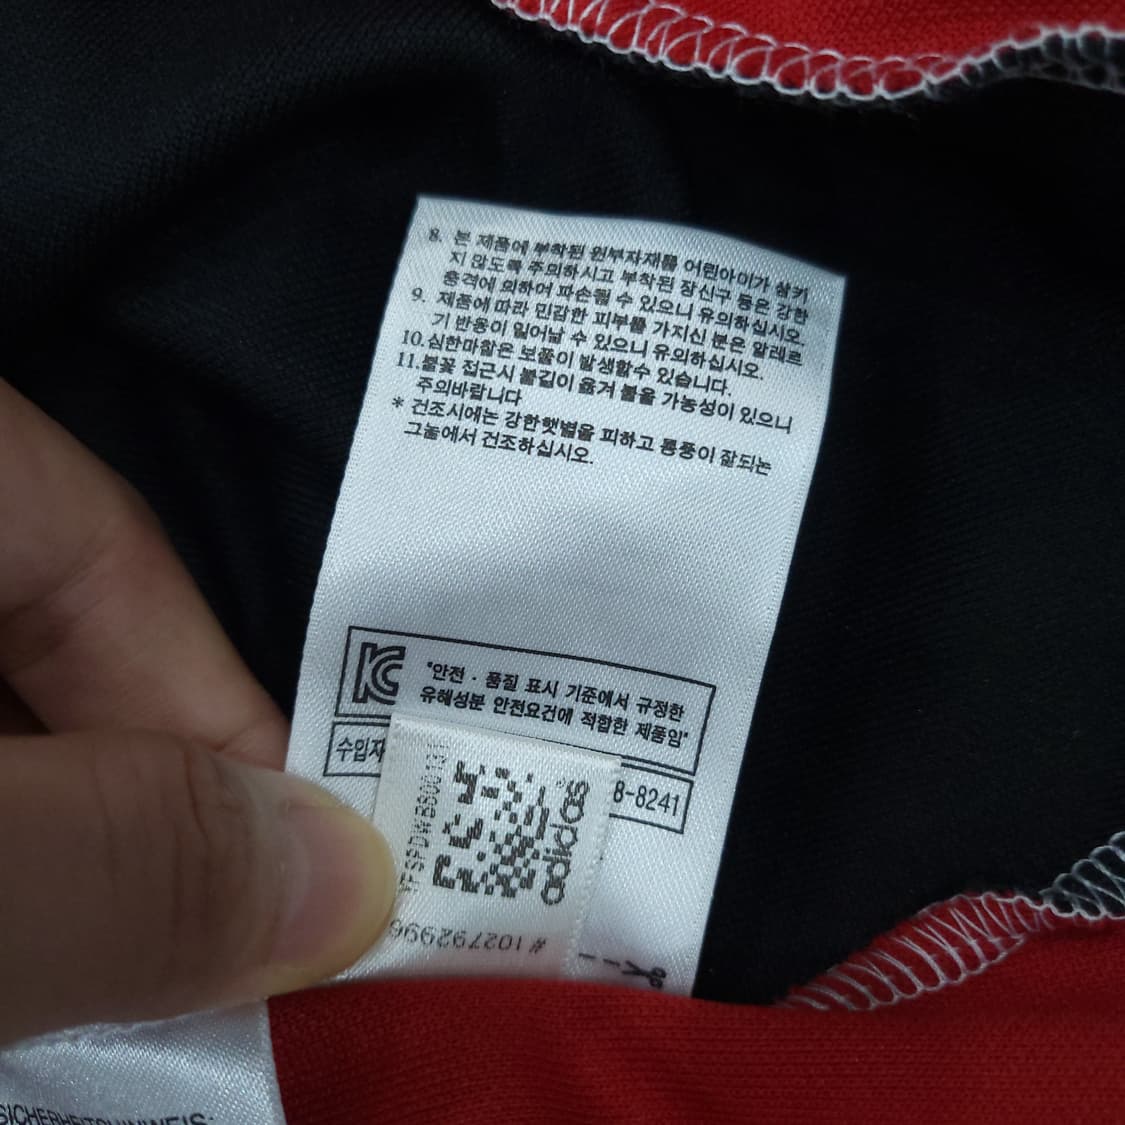 8. 본 제품에 부착된 원부자재를 어린아이가 삼키
지 않도록 주의하시고 부착된 장신구 등은 강한
충격에 의하여 파손될 수 있으니 유의하십시오.
9. 제품에 따라 민감한 피부를 가지신 분은 알레르
기 반응이 일어날 수 있으니 유의하십시오.
10.심한마찰은 보풀이 발생할수 있습니다.
11.불꽃 접근시 불길이 옮겨 붙을 가능성이 있으니
주의바랍니다
* 건조시에는 강한햇볕을 피하고 통풍이 잘되는
그늘에서 건조하십시오.
"안전 · 품질 표시 기준에서 규정한
유해성분 안전요건에 적합한 제품임"
수입자
8-8241
adidas
#102792996
SICHERHEITSHINWEIS: